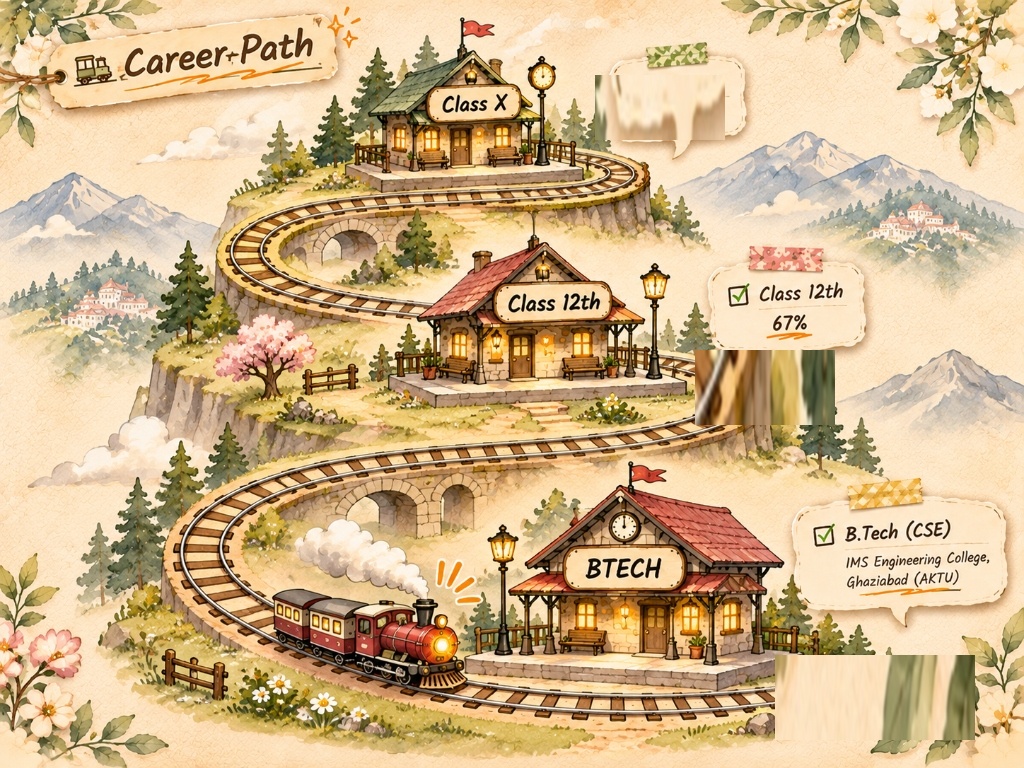 Career-Path
Class X
Class 12th
Class 12th
67%
BTECH
B.Tech (CSE)
IMS Engineering College,
Ghaziabad (AKTU)